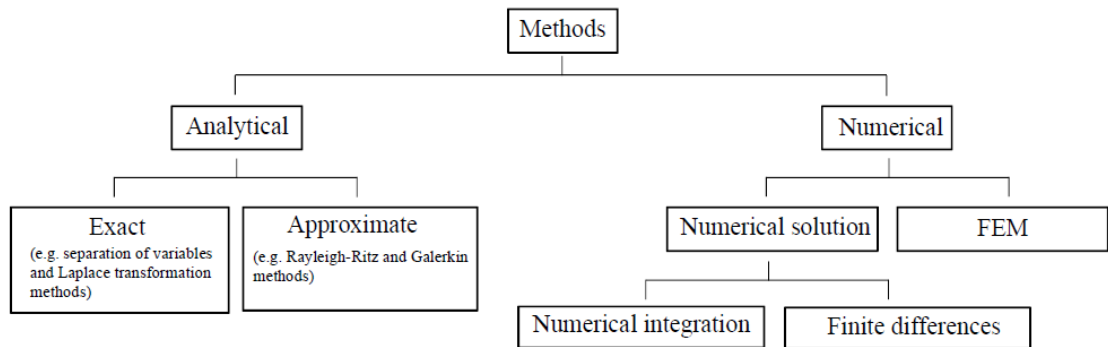 Methods
Analytical
Numerical
Exact
(e.g. separation of variables
and Laplace transformation
methods)
Approximate
(e.g. Rayleigh-Ritz and Galerkin
methods)
Numerical solution
FEM
Numerical integration
Finite differences